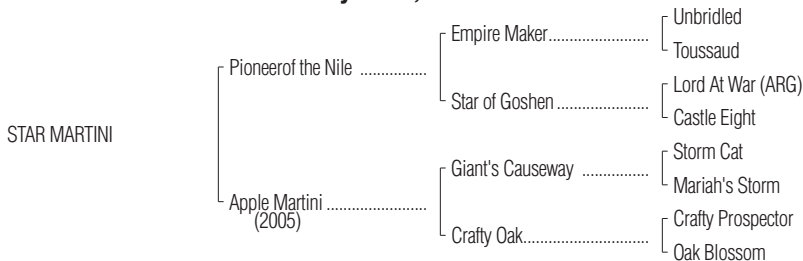 Unbridled
Empire Maker........................
Toussaud
Pioneerof the Nile ................
Lord At War (ARG)
Star of Goshen......................
Castle Eight
STAR MARTINI
Storm Cat
Giant's Causeway ................
Mariah's Storm
Apple Martini ........................
(2005)
Crafty Prospector
Crafty Oak..............................
Oak Blossom